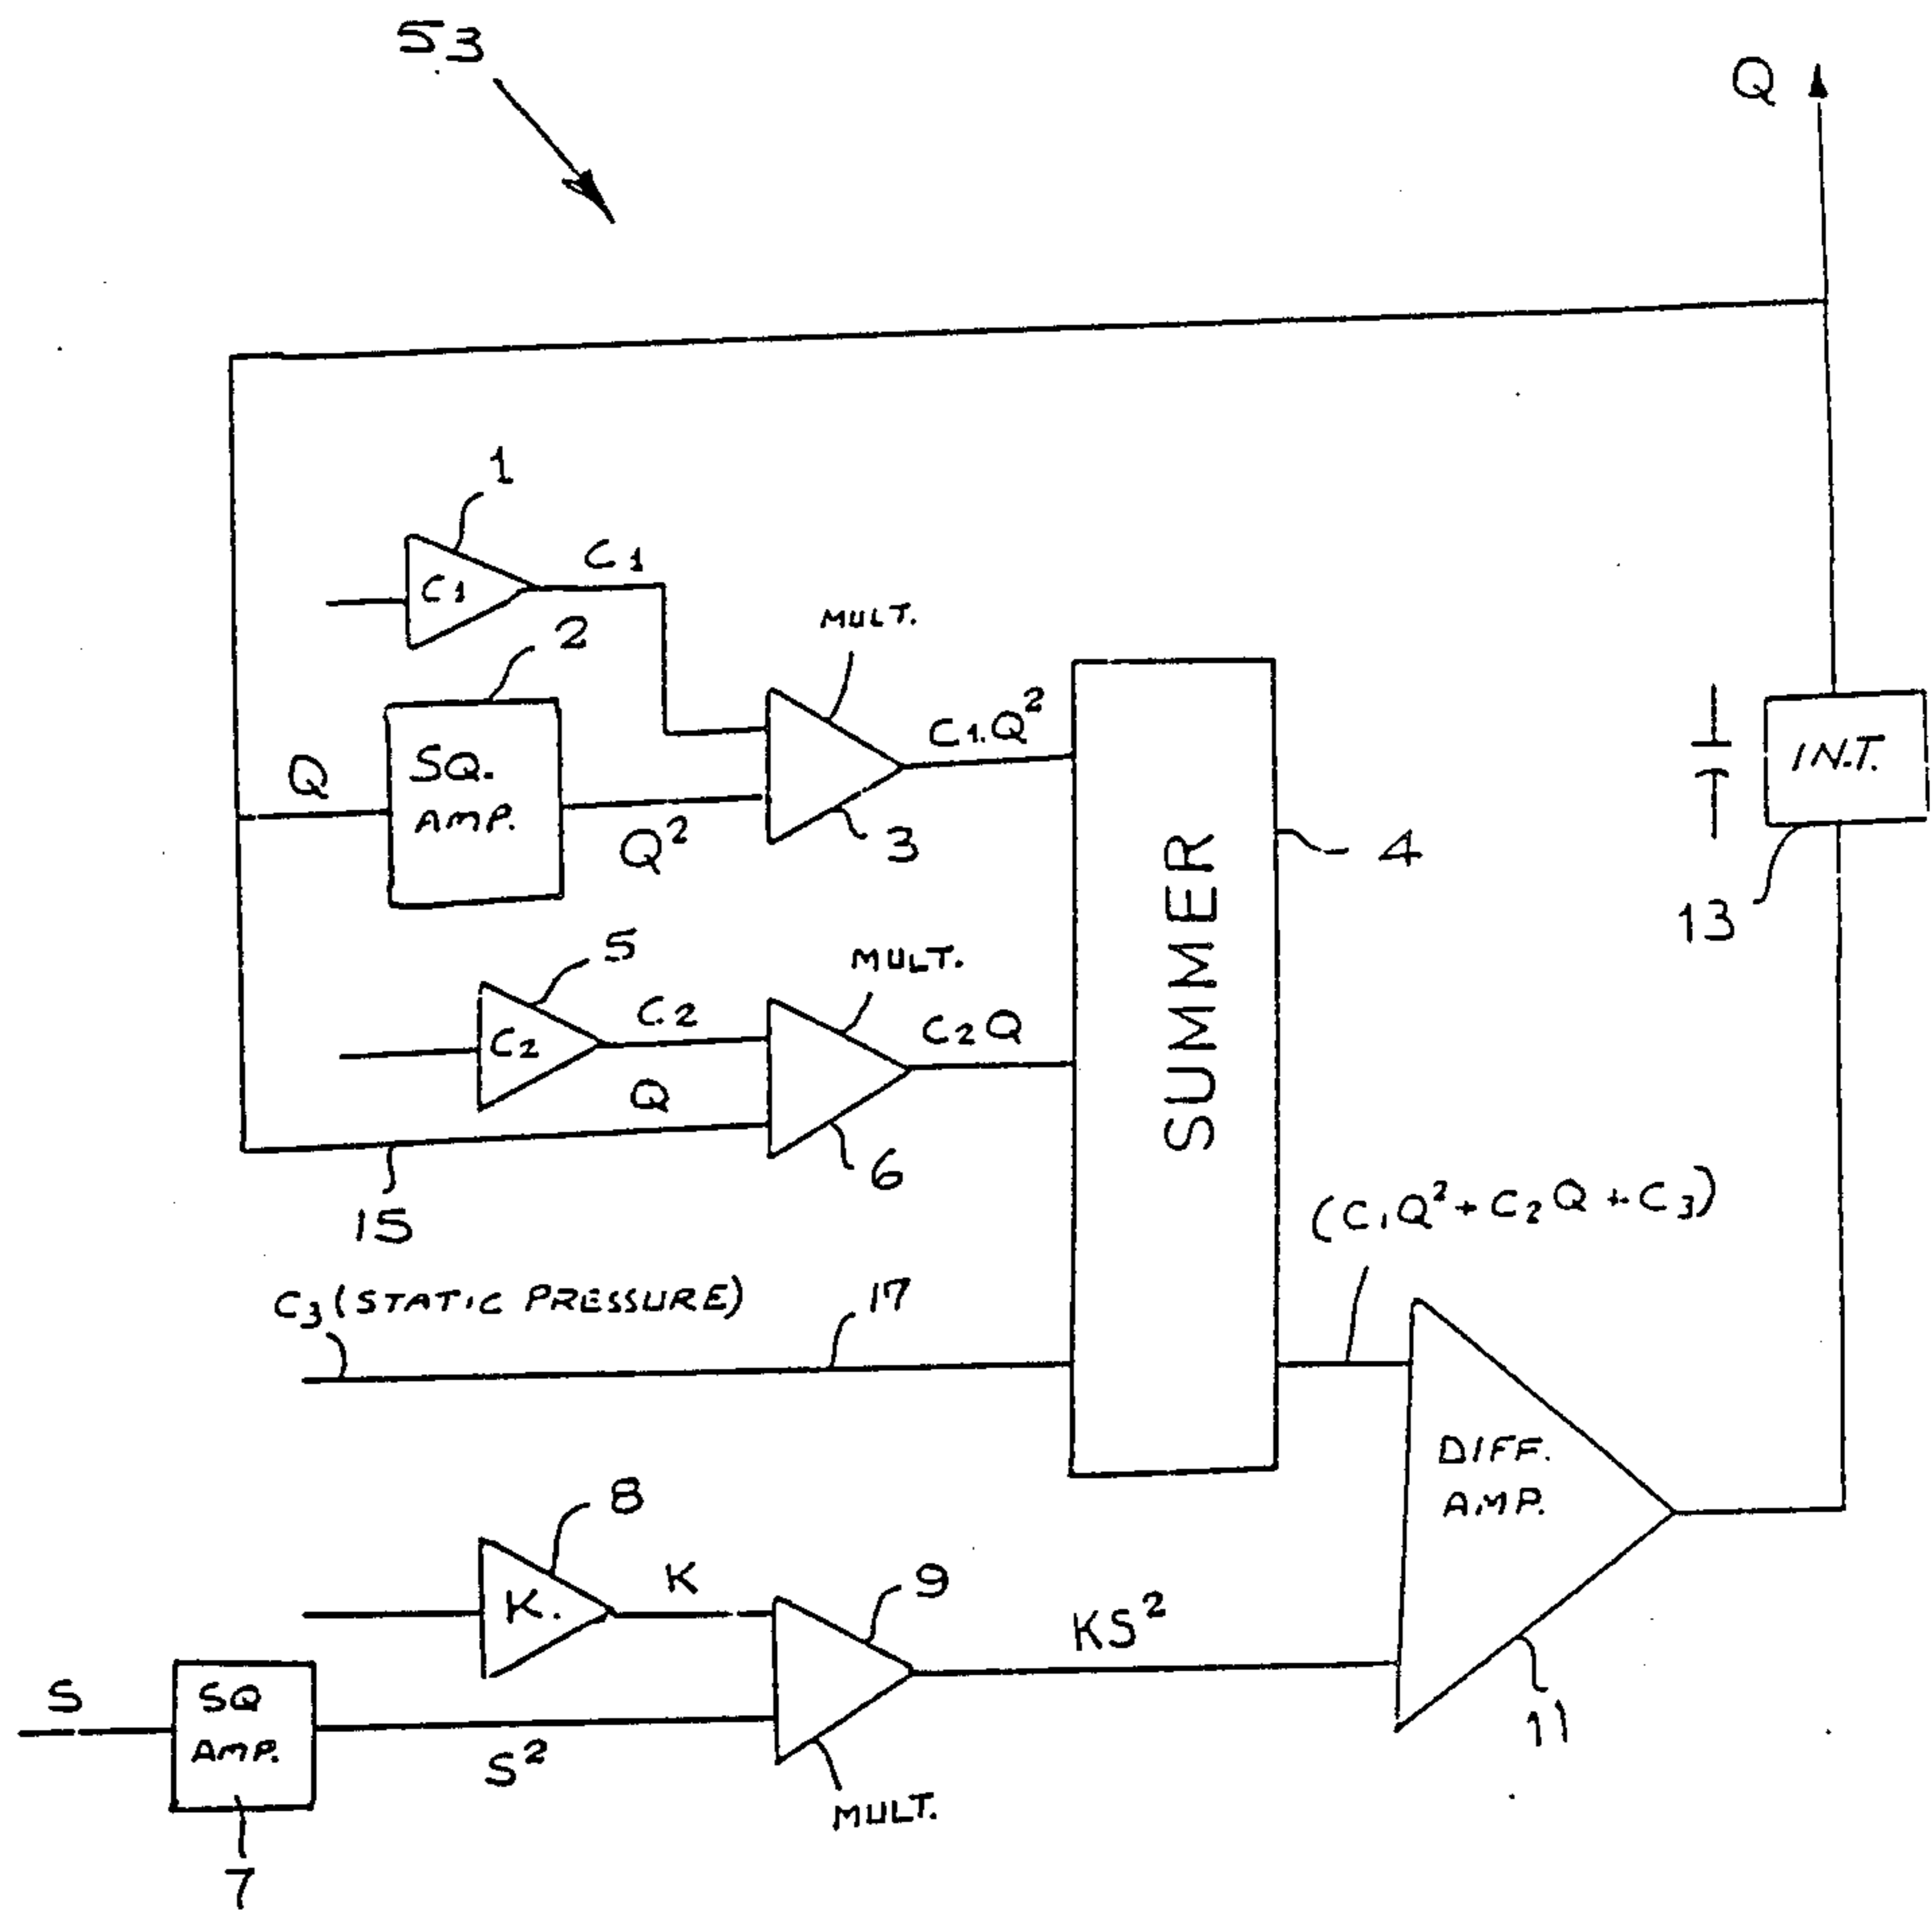 53
Q
1
C1
C1
2
MULT.
SQ.
AMP.
Q
Q²
C1.Q²
3
4
INT.
13
SUMMER
5
C2
C.2
MULT.
C2Q
Q
6
15
(C1Q²+C2Q+C3)
C3 (STATIC PRESSURE)
17
DIFF.
AMP.
8
K.
K
9
KS²
11
S
SQ
AMP.
S²
MULT.
7